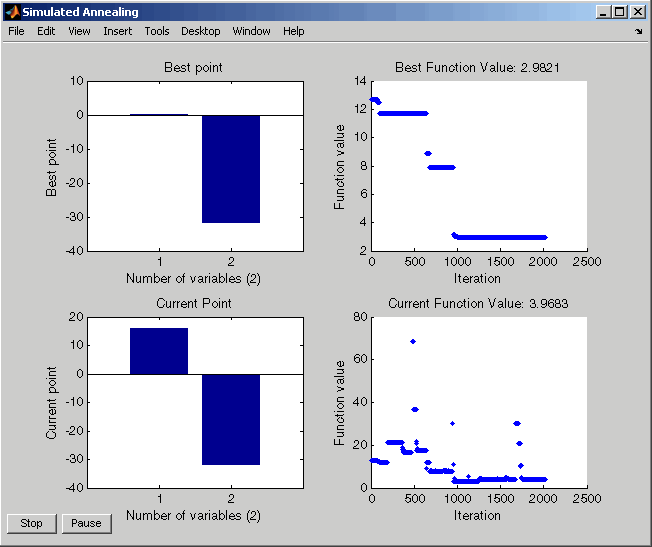 Simulated Annealing
File Edit View Insert Tools Desktop Window Help
Best point
10
0
-10
-20
-30
-40
Best point
1 2
Number of variables (2)
Best Function Value: 2.9821
14
12
10
8
6
4
2
Function value
0 500 1000 1500 2000 2500
Iteration
Current Point
20
10
0
-10
-20
-30
-40
Current point
1 2
Number of variables (2)
Current Function Value: 3.9683
80
60
40
20
0
Function value
0 500 1000 1500 2000 2500
Iteration
Stop Pause